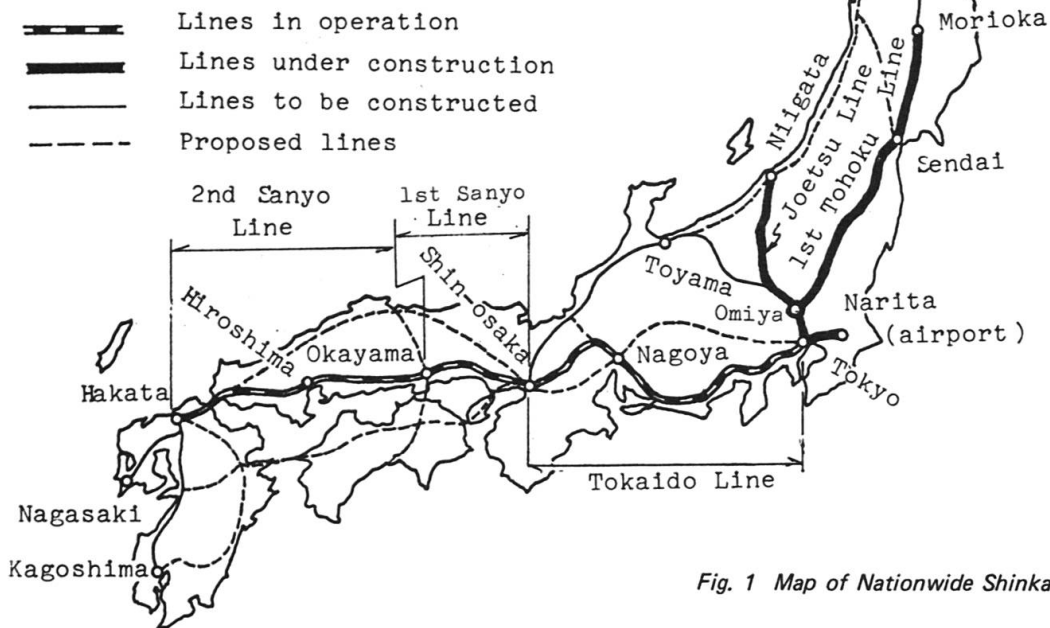 Lines in operation
Lines under construction
Lines to be constructed
Proposed lines
2nd Sanyo
Line
1st Sanyo
Line
Morioka
Niigata
Joetsu Line
1st Tohoku Line
Sendai
Toyama
Omiya
Narita
(airport)
Tokyo
Shin-osaka
Hiroshima
Okayama
Nagoya
Hakata
Tokaido Line
Nagasaki
Kagoshima
Fig. 1 Map of Nationwide Shinka